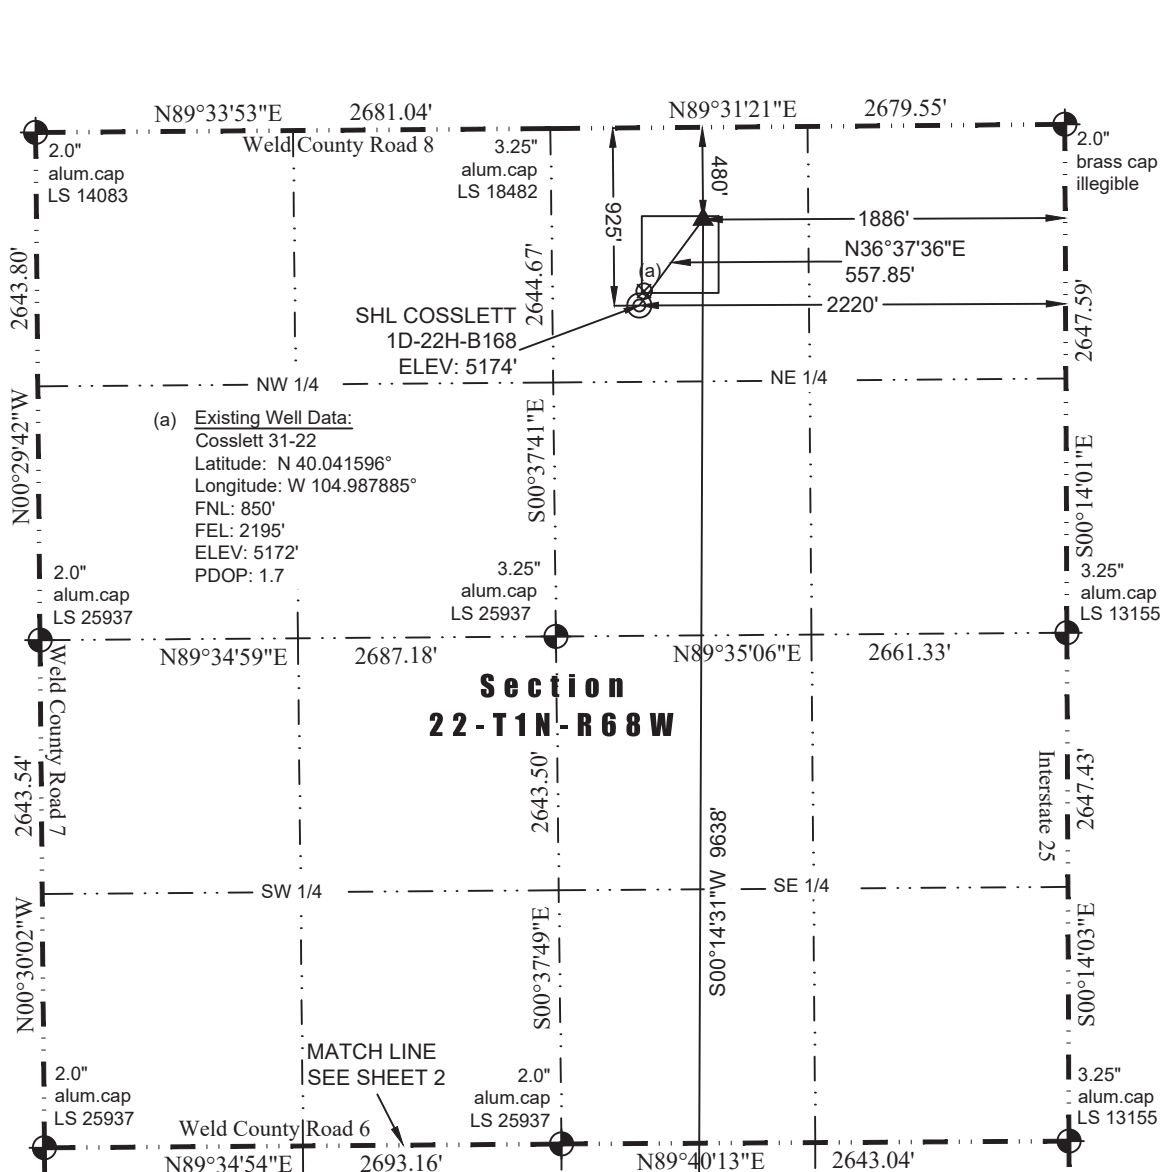 N89°33'53"E 2681.04' N89°31'21"E 2679.55'
Weld County Road 8
2.0"
alum.cap
LS 14083
3.25"
alum.cap
LS 18482
2.0"
brass cap
illegible
480'
925'
1886'
N36°37'36"E
557.85'
(a)
2220'
2643.80'
2644.67'
2647.59'
SHL COSSLETT
1D-22H-B168
ELEV: 5174'
NW 1/4
NE 1/4
(a) Existing Well Data:
Cosslett 31-22
Latitude: N 40.041596°
Longitude: W 104.987885°
FNL: 850'
FEL: 2195'
ELEV: 5172'
PDOP: 1.7
N00°29'42"W
S00°37'41"E
S00°14'01"E
2.0"
alum.cap
LS 25937
3.25"
alum.cap
LS 25937
3.25"
alum.cap
LS 13155
N89°34'59"E 2687.18' N89°35'06"E 2661.33'
Section
22-T1N-R68W
Weld County Road 7
2643.54'
2643.50'
Interstate 25
2647.43'
S00°14'31"W 9638'
SW 1/4
SE 1/4
N00°30'02"W
S00°37'49"E
S00°14'03"E
MATCH LINE
SEE SHEET 2
2.0"
alum.cap
LS 25937
2.0"
alum.cap
LS 25937
3.25"
alum.cap
LS 13155
Weld County Road 6
N89°34'54"E 2693.16' N89°40'13"E 2643.04'